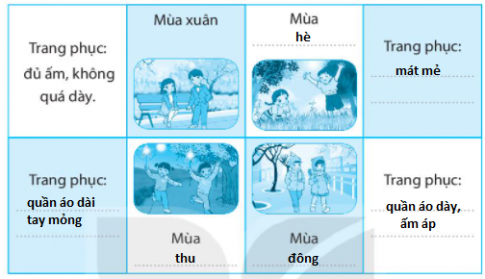 Trang phục:
đủ ấm, không
quá dày.
Mùa xuân
Mùa
hè
Trang phục:
mát mẻ
Trang phục:
quần áo dài
tay mỏng
Mùa
thu
Mùa
đông
Trang phục:
quần áo dày,
ấm áp